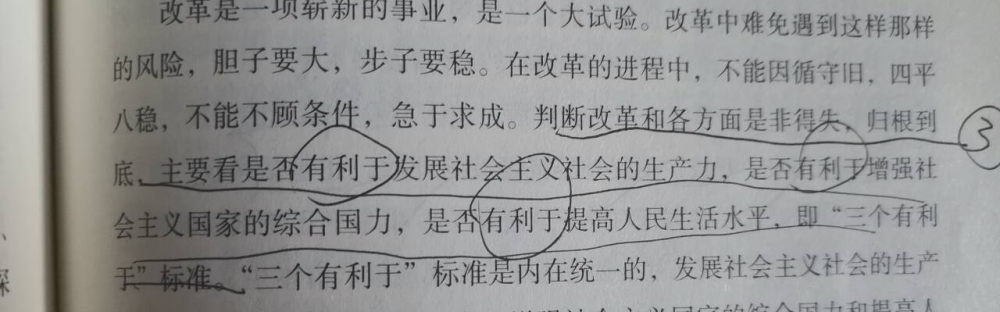 改革是一项崭新的事业，是一个大试验。改革中难免遇到这样那样
的风险，胆子要大，步子要稳。在改革的进程中，不能因循守旧，四平
八稳，不能不顾条件，急于求成。判断改革和各方面是非得失，归根到
③
底，主要看是否有利于发展社会主义社会的生产力，是否有利于增强社
会主义国家的综合国力，是否有利于提高人民生活水平，即“三个有利
于”标准。“三个有利于”标准是内在统一的，发展社会主义社会的生产
、
深